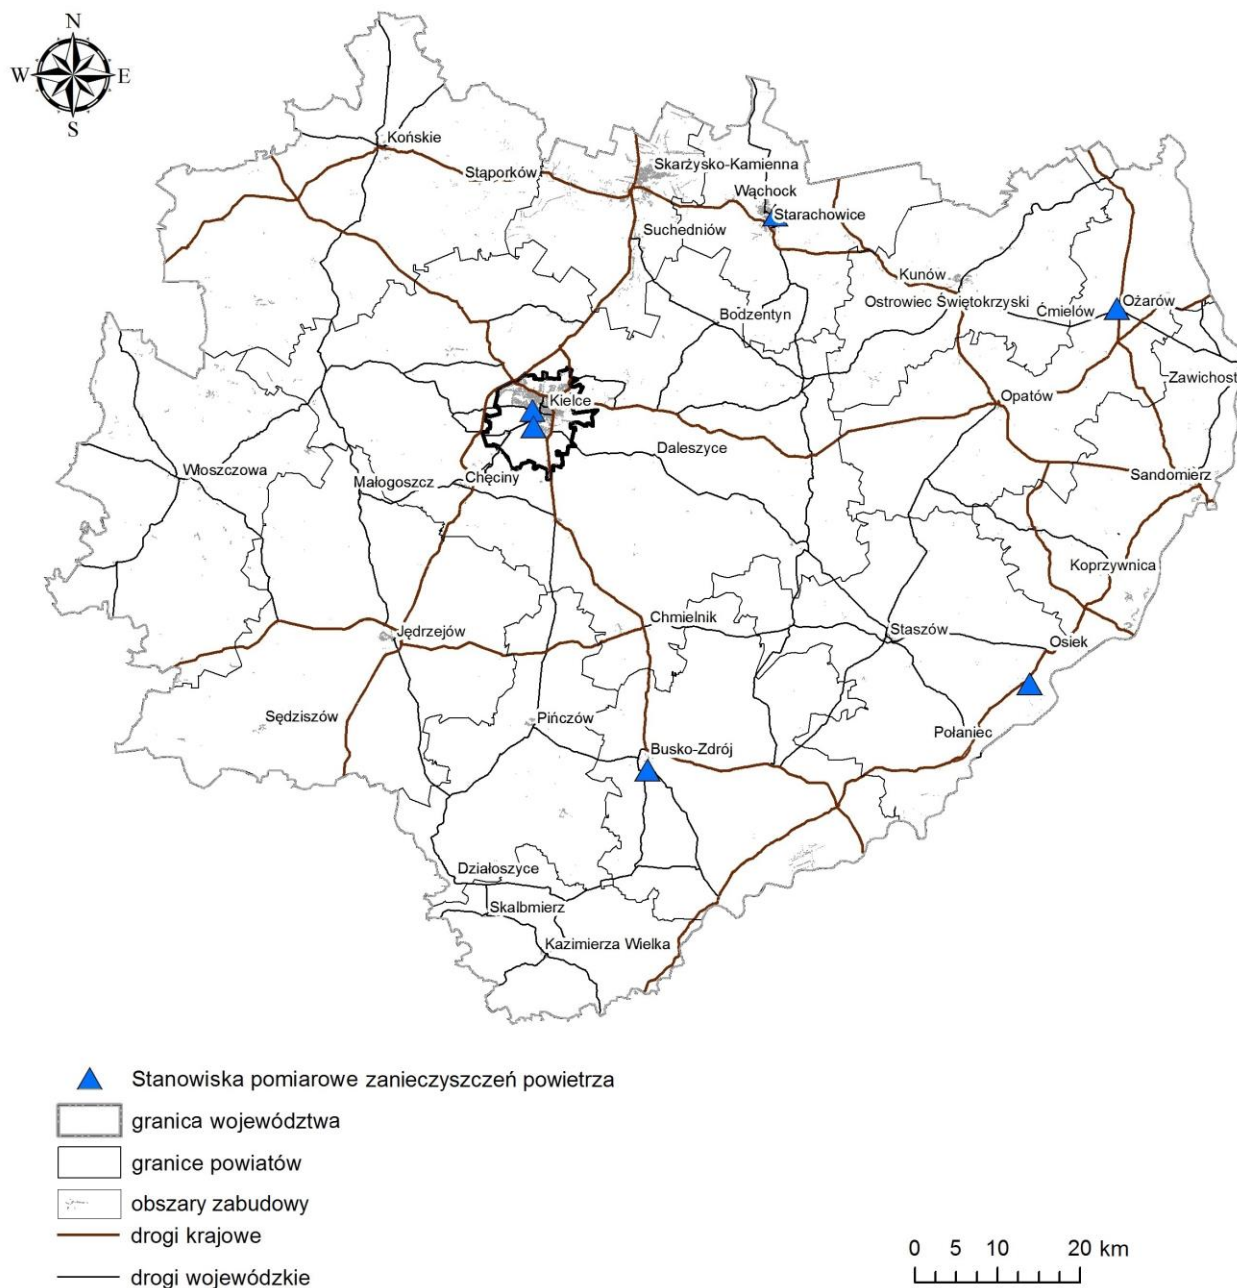 N
W E
S
Końskie
Stąporków
Skarżysko-Kamienna
Wąchock
Starachowice
Suchedniów
Kunów
Ostrowiec Świętokrzyski
Ćmielów
Ożarów
Bodzentyn
Zawichost
Kielce
Opatów
Daleszyce
Włoszczowa
Małogoszcz
Chęciny
Sandomierz
Koprzywnica
Chmielnik
Jędrzejów
Staszów
Osiek
Sędziszów
Pińczów
Połaniec
Busko-Zdrój
Działoszyce
Skalbmierz
Kazimierza Wielka
Stanowiska pomiarowe zanieczyszczeń powietrza
granica województwa
granice powiatów
obszary zabudowy
drogi krajowe
drogi wojewódzkie
0 5 10 20 km